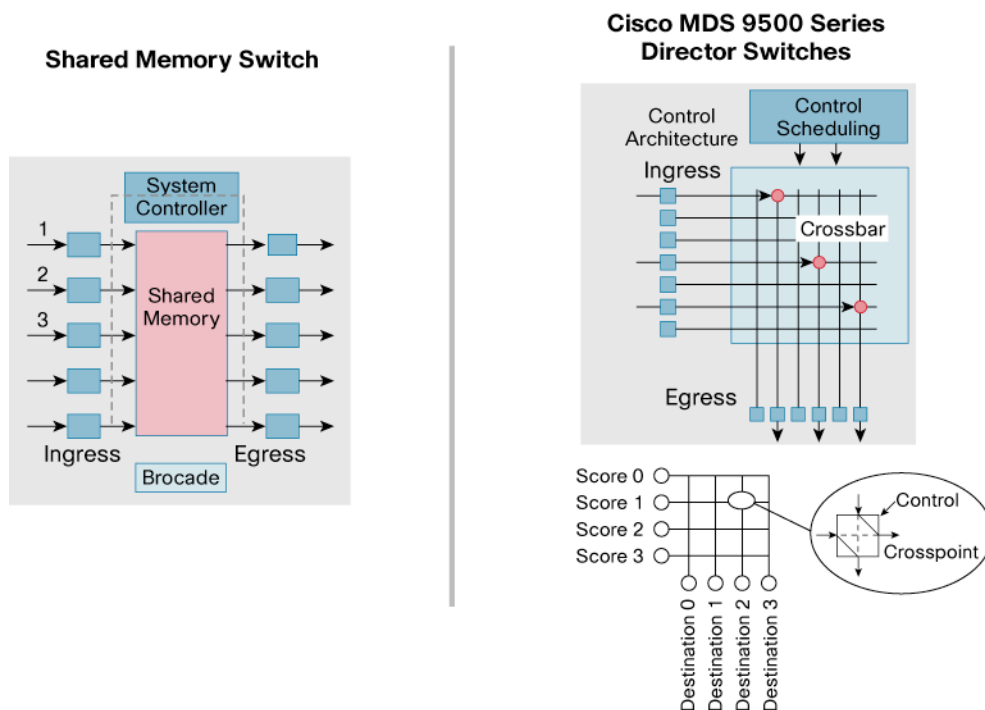 Shared Memory Switch
System
Controller
1
2
3
Shared
Memory
Ingress
Egress
Brocade
Cisco MDS 9500 Series
Director Switches
Control
Architecture
Control
Scheduling
Ingress
Crossbar
Egress
Score 0
Score 1
Score 2
Score 3
Destination 0
Destination 1
Destination 2
Destination 3
Control
Crosspoint